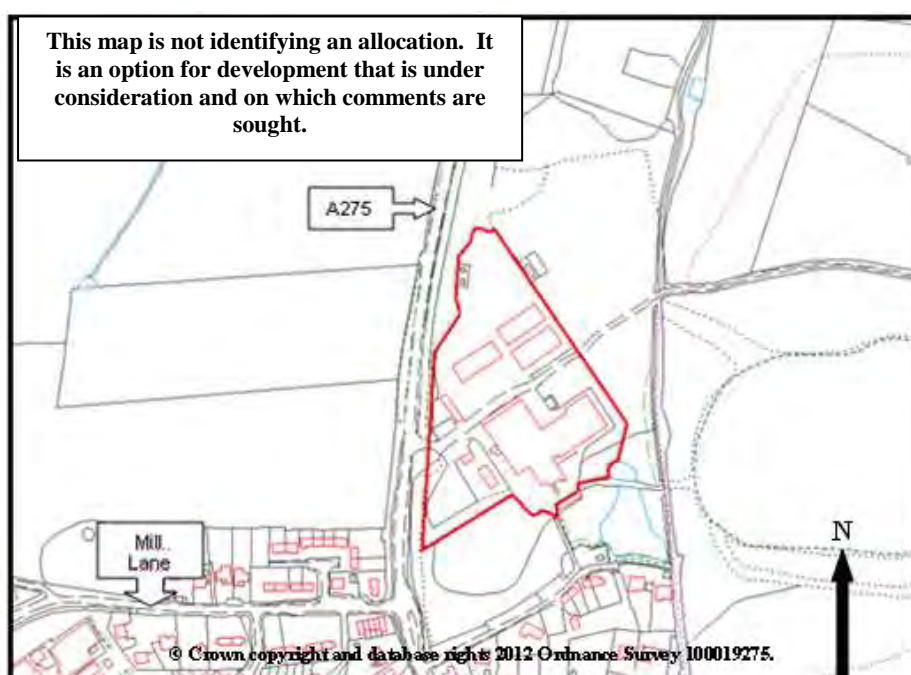 This map is not identifying an allocation. It
is an option for development that is under
consideration and on which comments are
sought.
A275
Mill.
Lane
N
© Crown copyright and database rights 2012 Ordnance Survey 100019275.